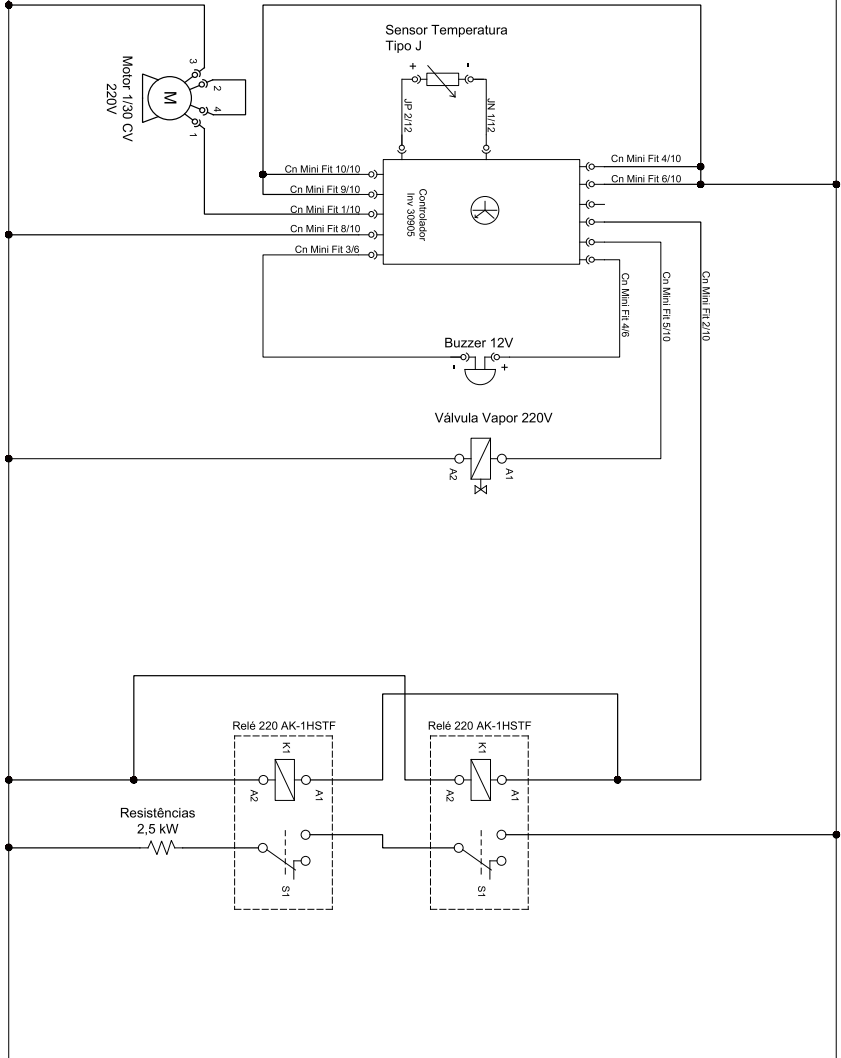 Sensor Temperatura
Tipo J
+
-
JP 2/12
JN 1/12
3
2
4
1
M
Motor 1/30 CV
220V
Cn Mini Fit 10/10
Cn Mini Fit 9/10
Cn Mini Fit 1/10
Cn Mini Fit 8/10
Cn Mini Fit 3/6
Controlador
Inv 30905
Cn Mini Fit 4/10
Cn Mini Fit 6/10
Cn Mini Fit 4/6
Cn Mini Fit 5/10
Cn Mini Fit 2/10
Buzzer 12V
-
+
Válvula Vapor 220V
A2
A1
Relé 220 AK-1HSTF
K1
A2
A1
S1
Relé 220 AK-1HSTF
K1
A2
A1
S1
Resistências
2,5 kW